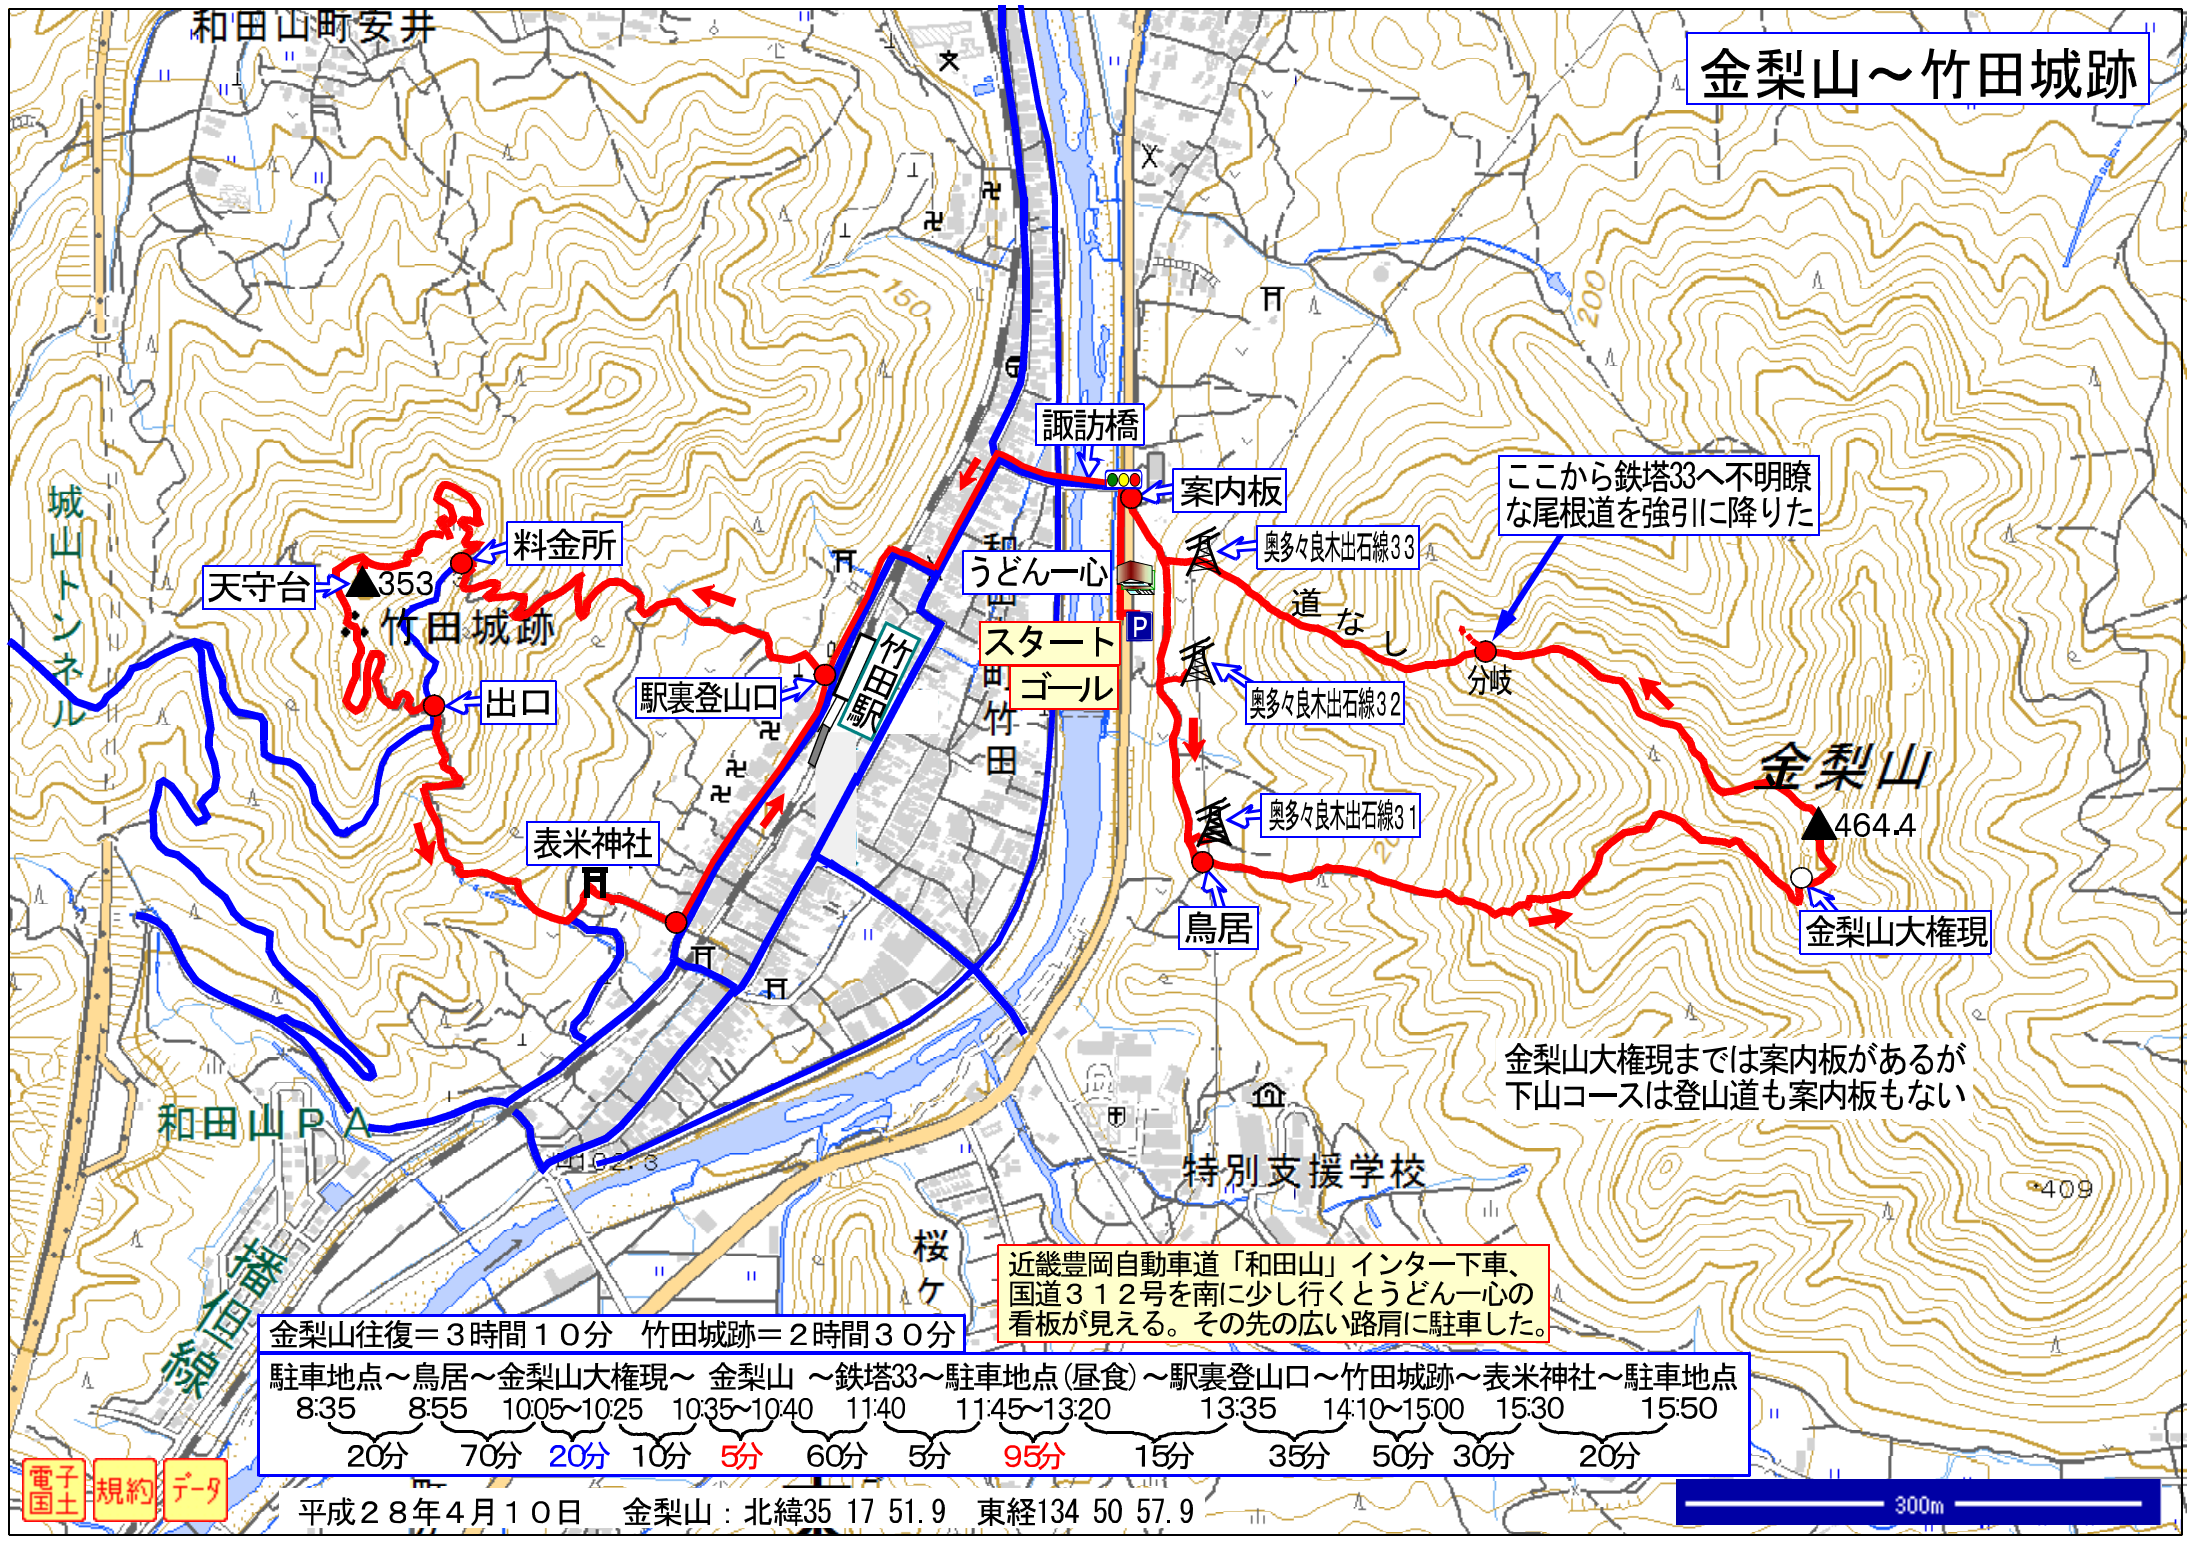 和田山町安井
金梨山～竹田城跡
150
200
諏訪橋
案内板
ここから鉄塔33へ不明瞭
な尾根道を強引に降りた
城山トンネル
料金所
天守台
353
竹田城跡
うどん一心
奥多々良木出石線33
道なし
P
スタート
ゴール
竹田駅
駅裏登山口
出口
奥多々良木出石線32
分岐
町竹田
金梨山
464.4
奥多々良木出石線31
表米神社
鳥居
金梨山大権現
金梨山大権現までは案内板があるが
下山コースは登山道も案内板もない
和田山ＰＡ
特別支援学校
409
桜ケ
播但線
近畿豊岡自動車道「和田山」インター下車、
国道３１２号を南に少し行くとうどん一心の
看板が見える。その先の広い路肩に駐車した。
金梨山往復＝３時間１０分　竹田城跡＝２時間３０分
駐車地点～鳥居～金梨山大権現～ 金梨山 ～鉄塔33～駐車地点(昼食)～駅裏登山口～竹田城跡～表米神社～駐車地点
8:35 8:55 10:05～10:25 10:35～10:40 11:40 11:45～13:20 13:35 14:10～15:00 15:30 15:50
20分 70分 20分 10分 5分 60分 5分 95分 15分 35分 50分 30分 20分
電子国土 規約 データ
平成２８年４月１０日　金梨山：北緯35 17 51.9　東経134 50 57.9
300m